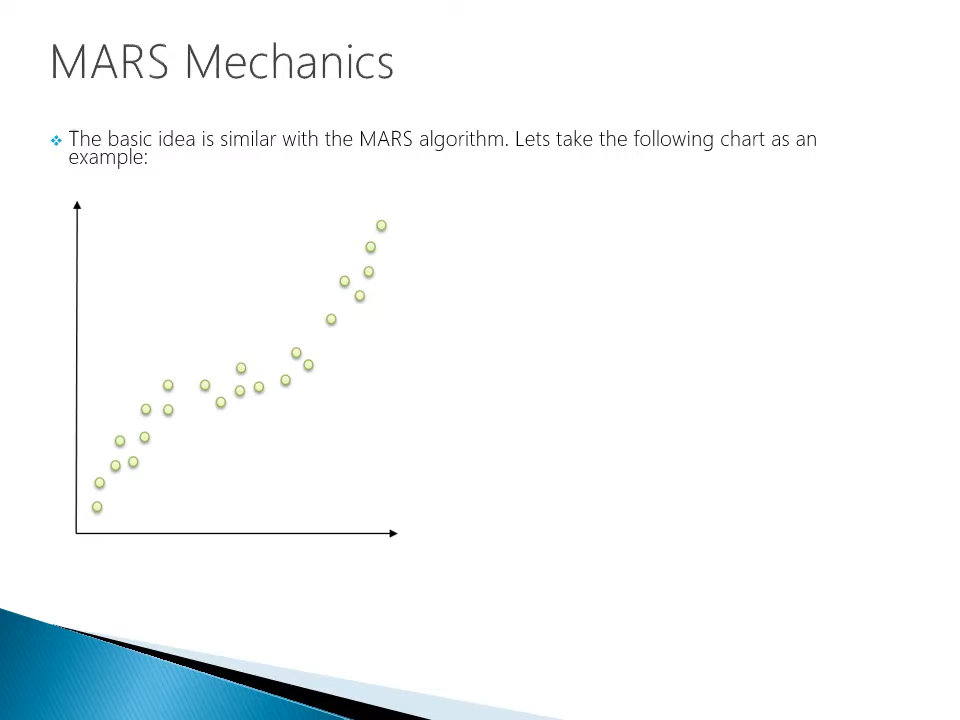 MARS Mechanics
The basic idea is similar with the MARS algorithm. Lets take the following chart as an
example: